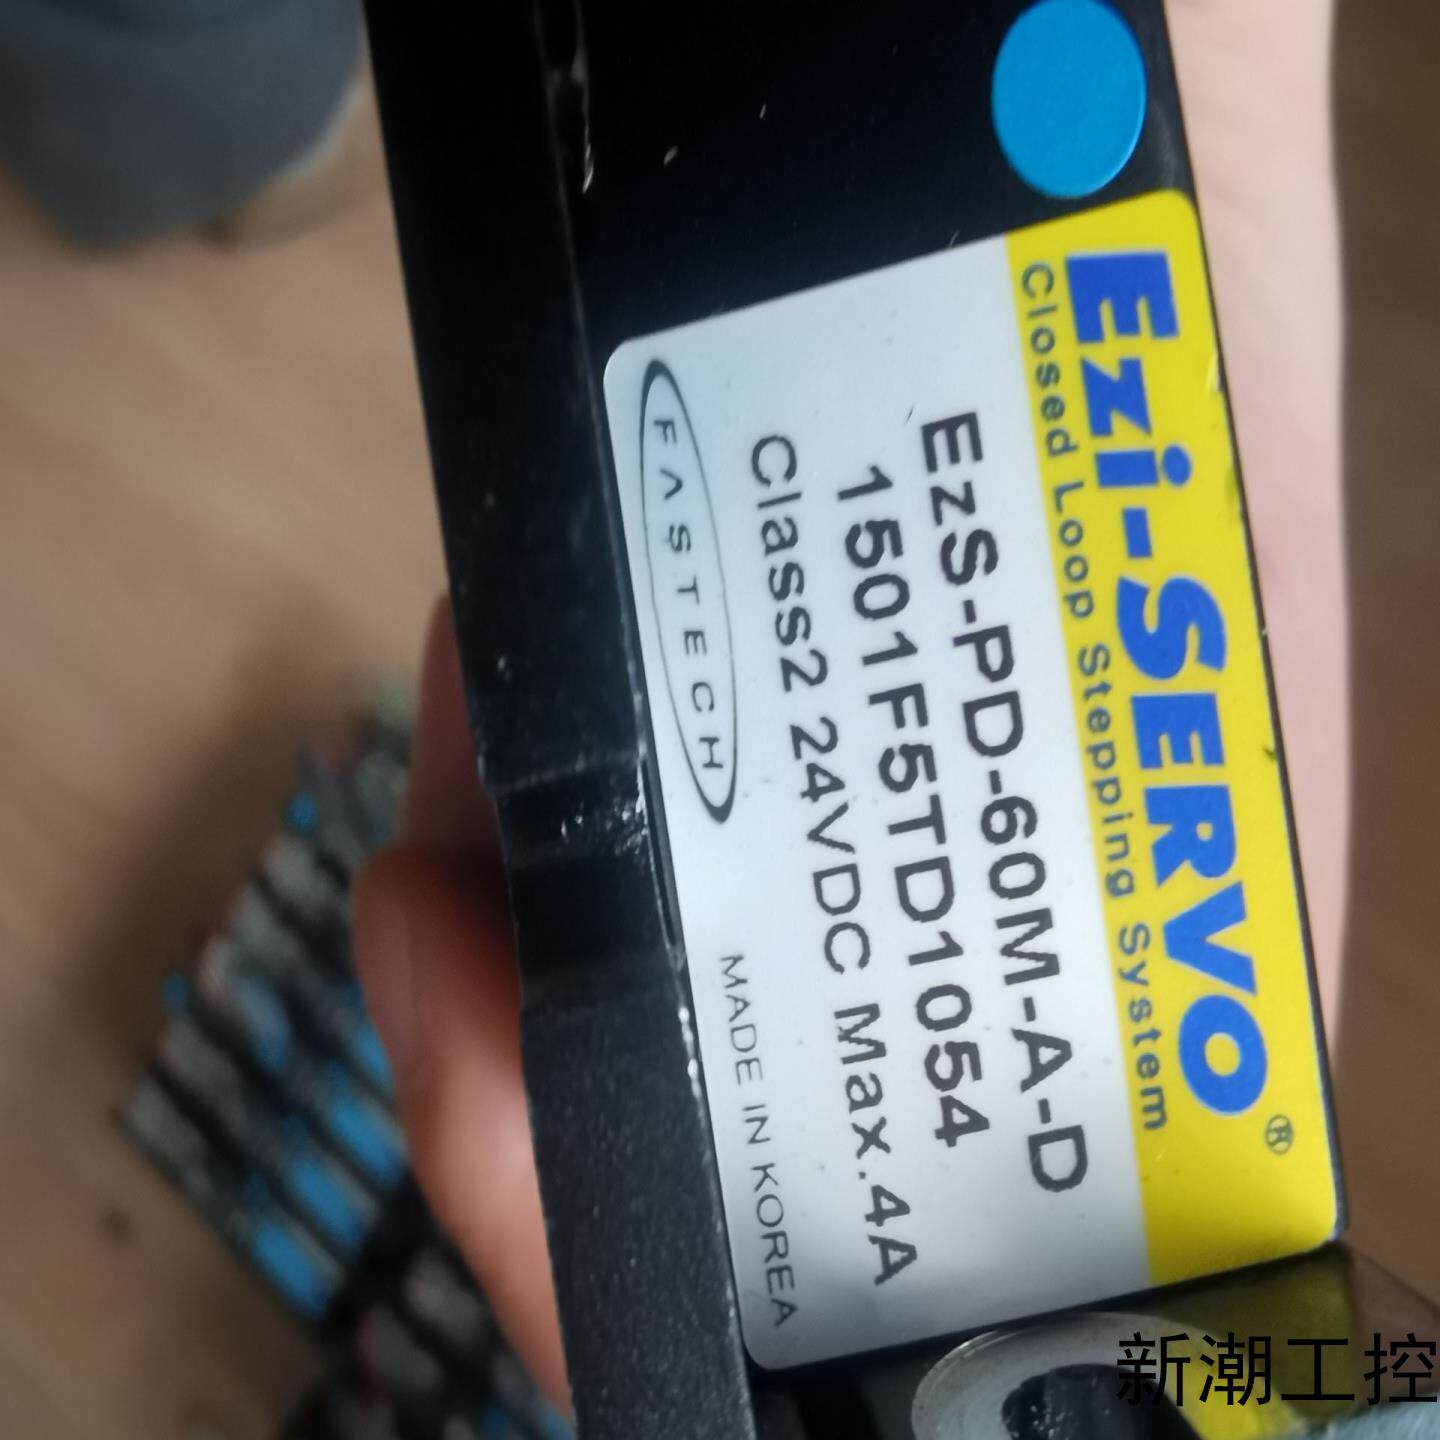 Ezi-SERVO®
Closed Loop Stepping System
EzS-PD-60M-A-D
1501F5TD1054
Class2 24VDC Max.4A
FASTECH
MADE IN KOREA
新潮工控